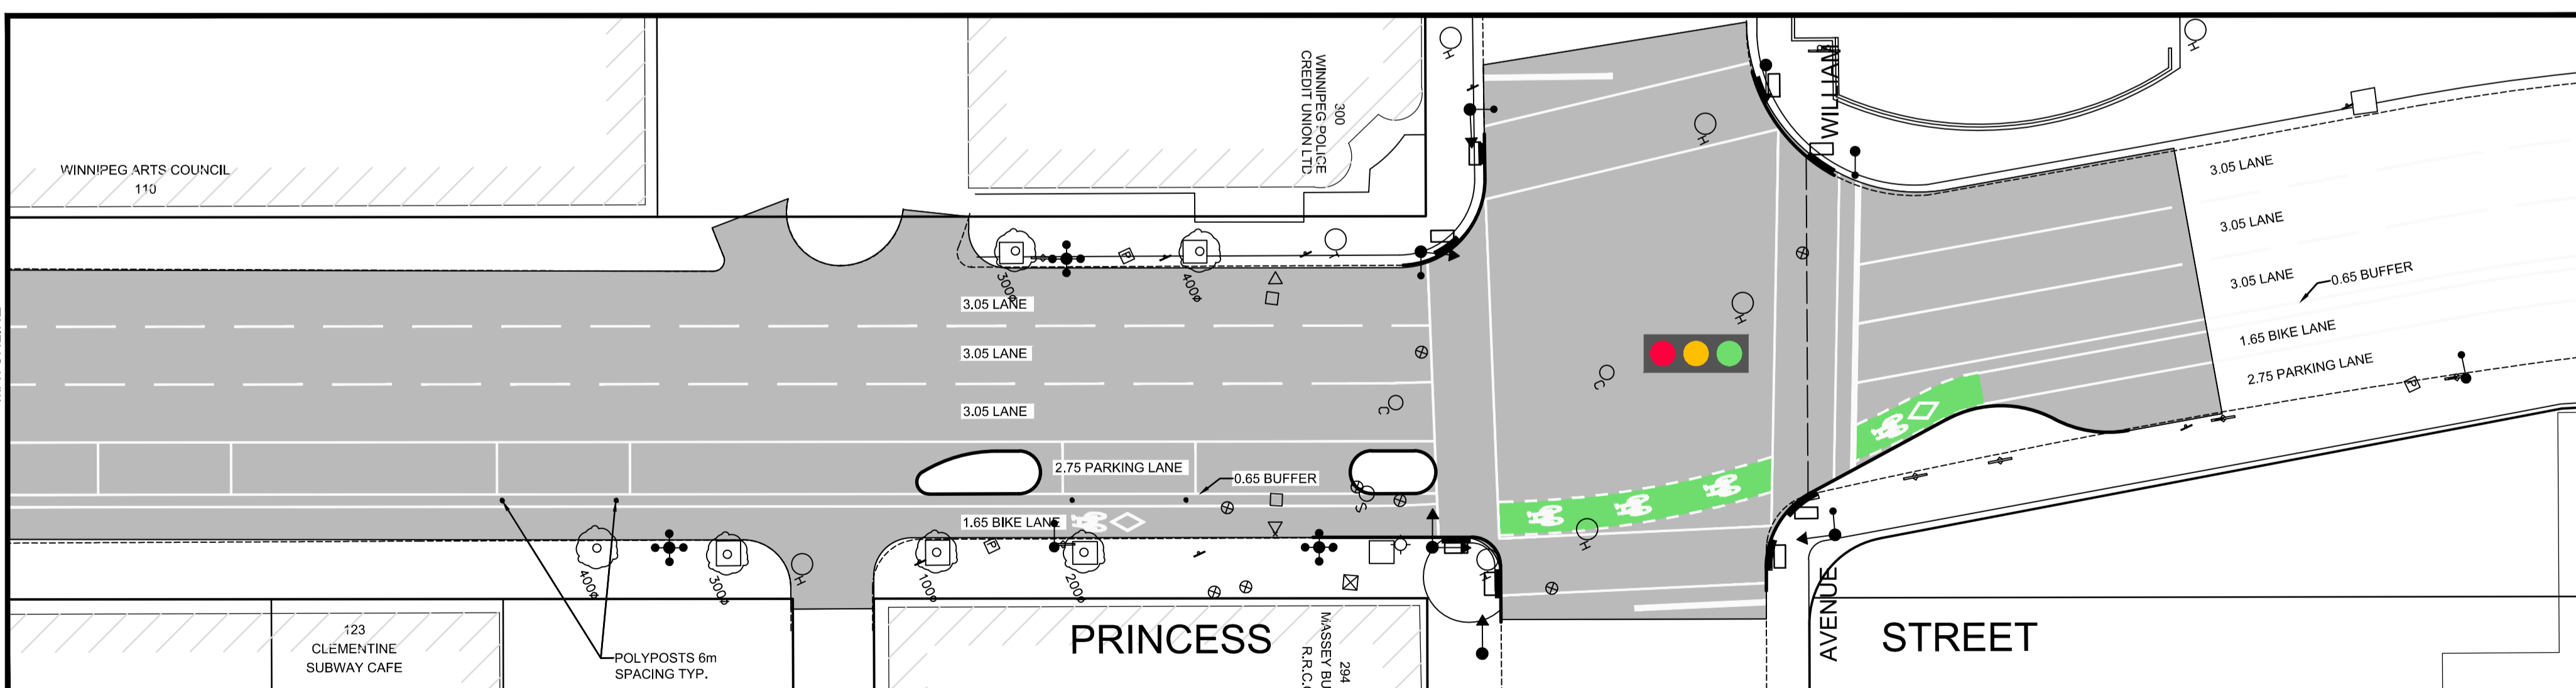 WINNIPEG ARTS COUNCIL
110
300
WINNIPEG POLICE
CREDIT UNION LTD
WILLIAM
H
H
H
H
H
H
H
3.05 LANE
3.05 LANE
3.05 LANE
0.65 BUFFER
1.65 BIKE LANE
2.75 PARKING LANE
P
300ø
400ø
P
3.05 LANE
3.05 LANE
3.05 LANE
C
C
2.75 PARKING LANE
0.65 BUFFER
S
1.65 BIKE LANE
400ø
300ø
100ø
P
200ø
123
CLEMENTINE
SUBWAY CAFE
POLYPOSTS 6m
SPACING TYP.
PRINCESS
294
MASSEY BU
R.R.C.
AVENUE
STREET